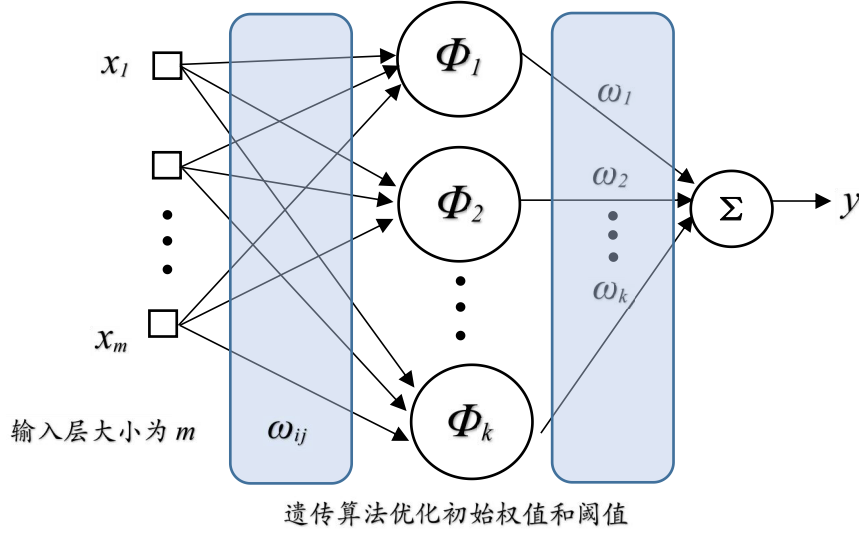 x₁
Φ₁
ω₁
Φ₂
ω₂
Σ
y
ωₖ
xₘ
Φₖ
输入层大小为 m
ωᵢⱼ
遗传算法优化初始权值和阈值